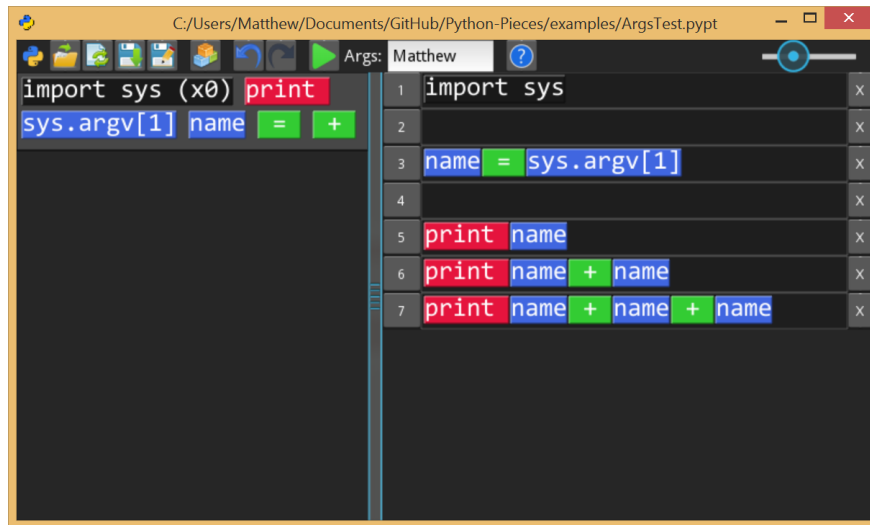 C:/Users/Matthew/Documents/GitHub/Python-Pieces/examples/ArgsTest.pypt
Args: Matthew ?
import sys (x0) print
sys.argv[1] name = +
1 import sys x
2 x
3 name = sys.argv[1] x
4 x
5 print name x
6 print name + name x
7 print name + name + name x